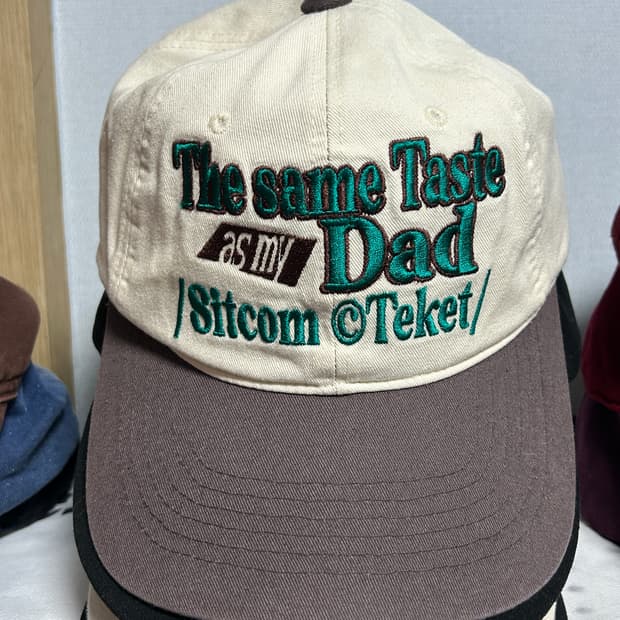 The same Taste
as my Dad
/Sitcom ©Teket/